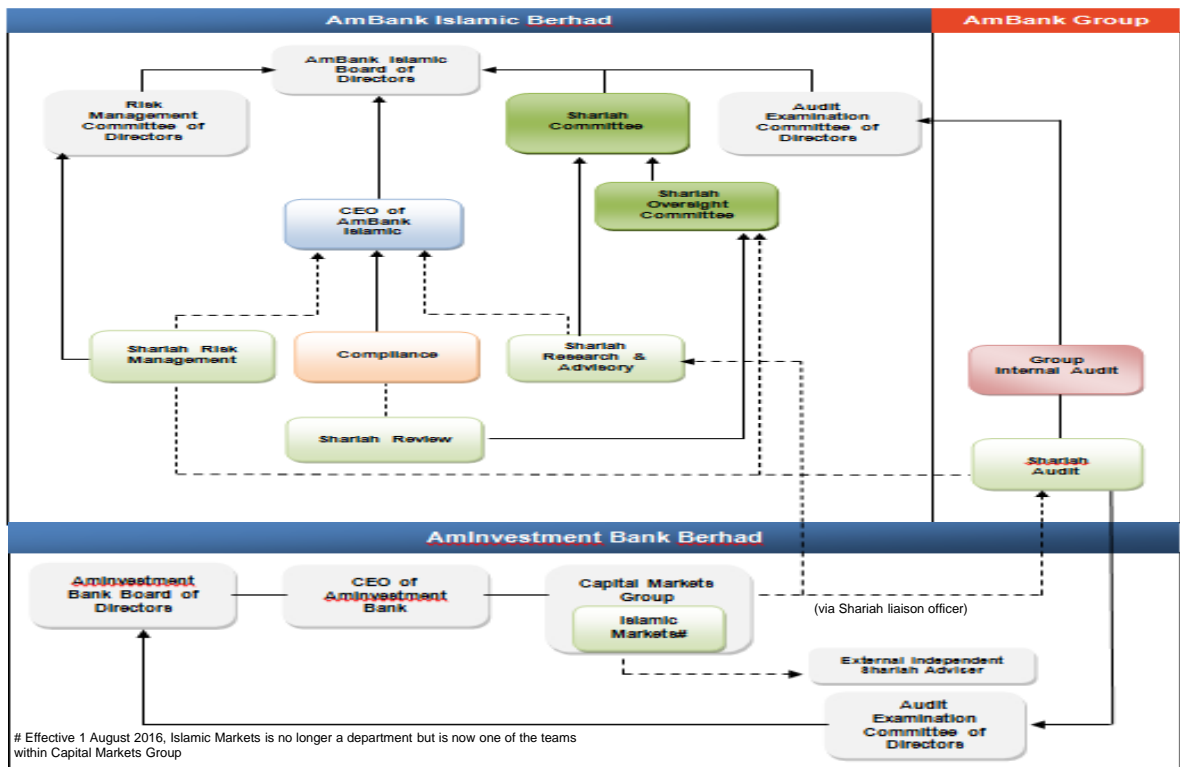 AmBank Islamic Berhad
AmBank Group
AmBank Islamic
Board of
Directors
Risk
Management
Committee of
Directors
Shariah
Committee
Audit
Examination
Committee of
Directors
Shariah
Oversight
Committee
CEO of
AmBank
Islamic
Shariah Risk
Management
Compliance
Shariah
Research &
Advisory
Group
Internal Audit
Shariah Review
Shariah
Audit
AmInvestment Bank Berhad
AmInvestment
Bank Board of
Directors
CEO of
AmInvestment
Bank
Capital Markets
Group
Islamic
Markets#
(via Shariah liaison officer)
External Independent
Shariah Adviser
Audit
Examination
Committee of
Directors
# Effective 1 August 2016, Islamic Markets is no longer a department but is now one of the teams
within Capital Markets Group